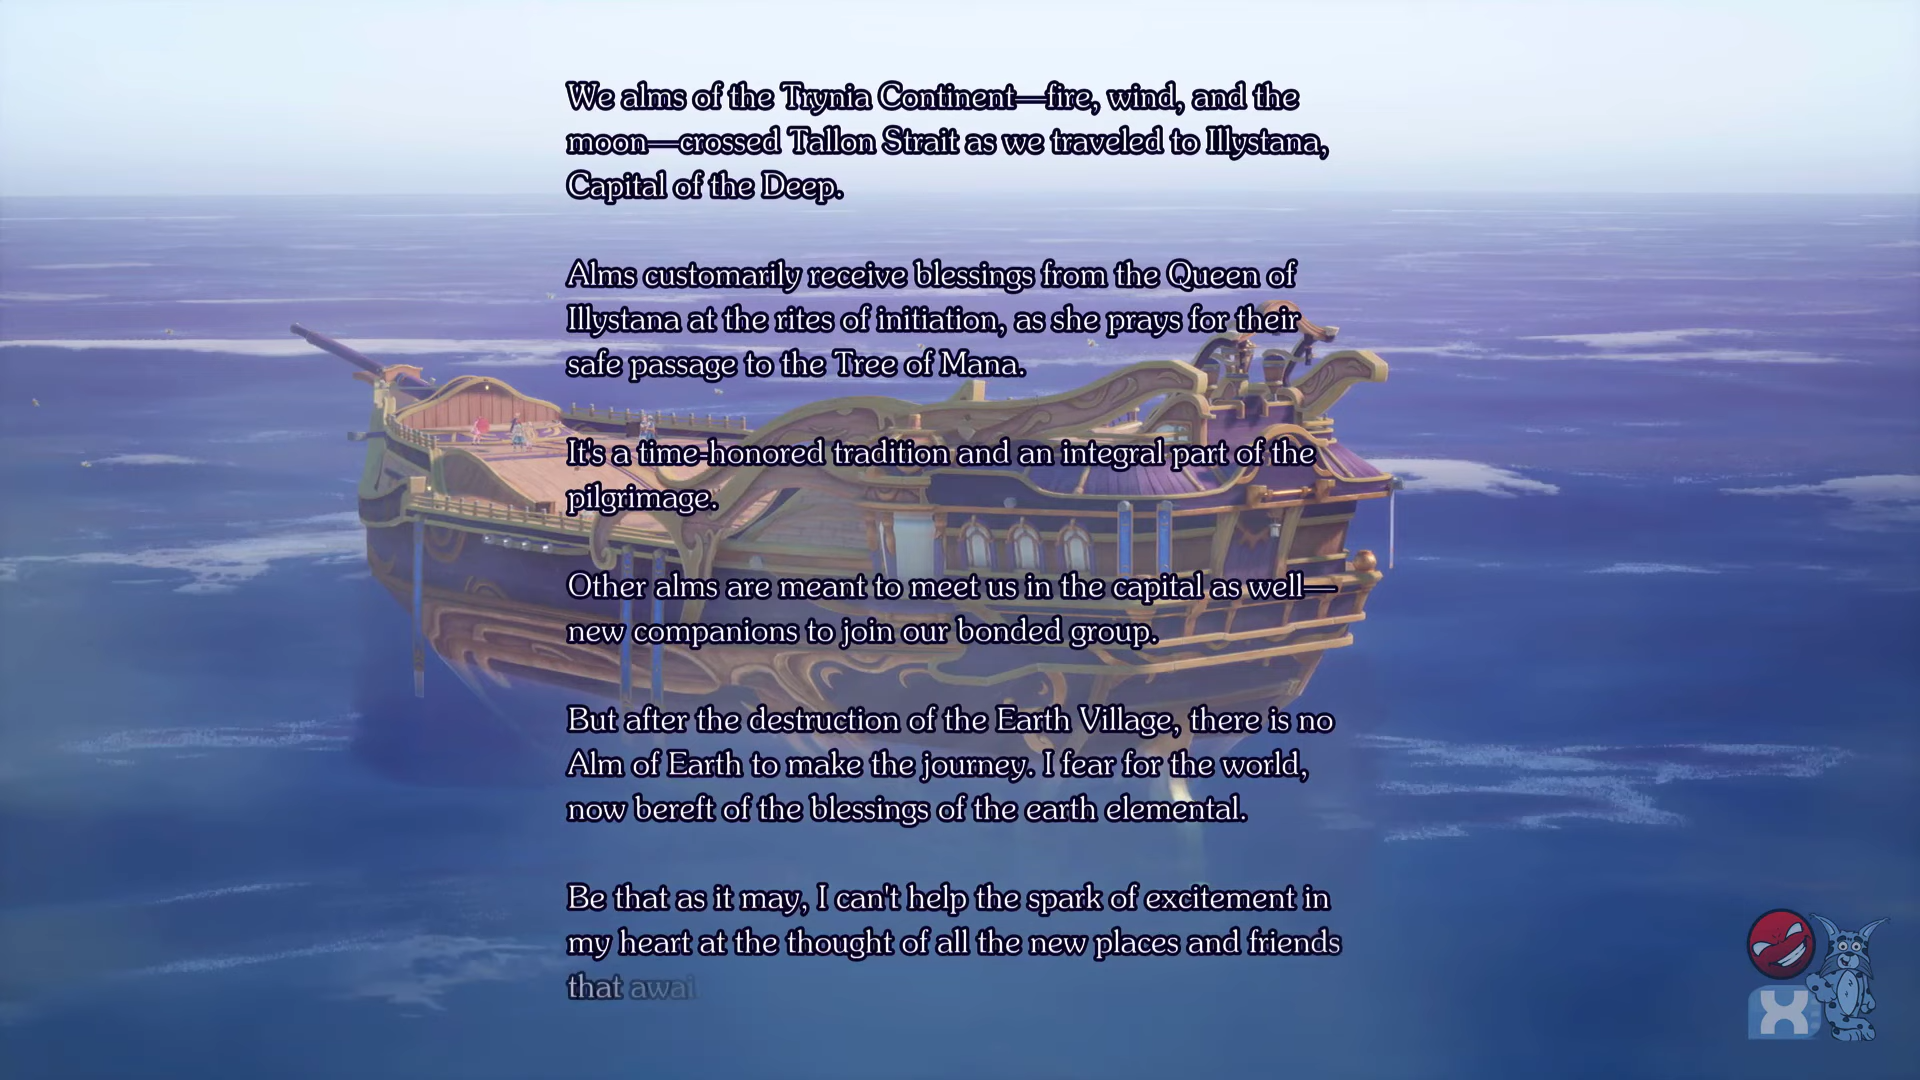 We alms of the Trynia Continent—fire, wind, and the
moon—crossed Tallon Strait as we traveled to Illystana,
Capital of the Deep.
Alms customarily receive blessings from the Queen of
Illystana at the rites of initiation, as she prays for their
safe passage to the Tree of Mana.
It's a time-honored tradition and an integral part of the
pilgrimage.
Other alms are meant to meet us in the capital as well—
new companions to join our bonded group.
But after the destruction of the Earth Village, there is no
Alm of Earth to make the journey. I fear for the world,
now bereft of the blessings of the earth elemental.
Be that as it may, I can't help the spark of excitement in
my heart at the thought of all the new places and friends
that awai
X